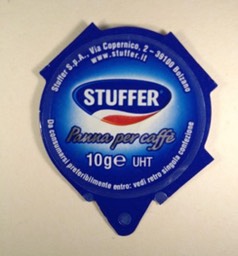 Stuffer S.p.A., Via Copernico, 2 - 39100 Bolzano
www.stuffer.it
STUFFER
Panna per caffè
10g e UHT
Da consumarsi preferibilmente entro: vedi retro singola confezione